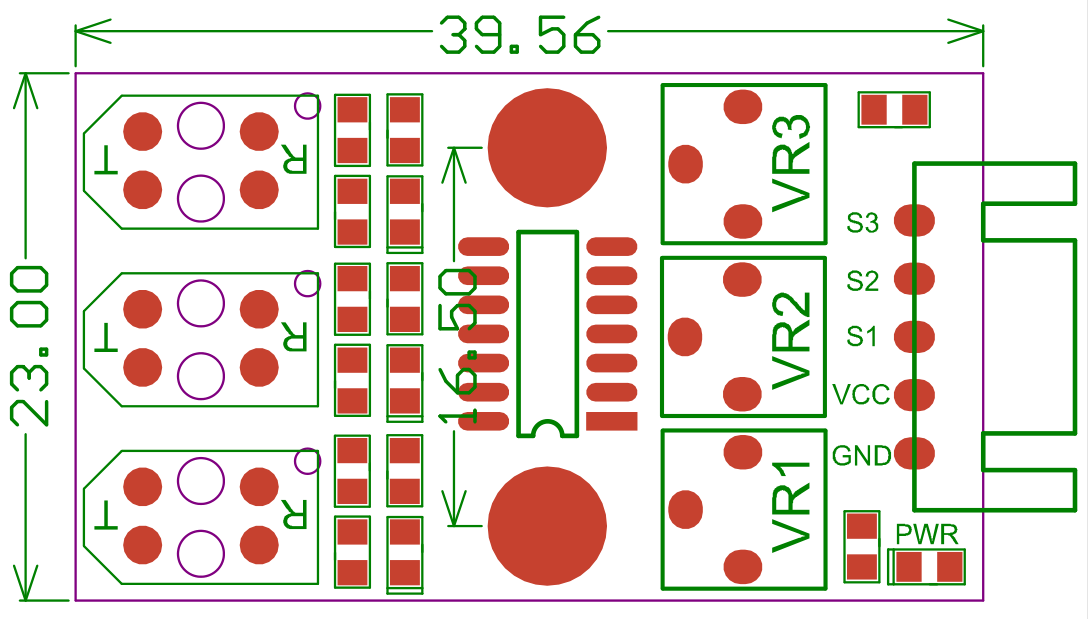 39.56
23.00
16.50
T R
T R
T R
VR3
VR2
VR1
S3
S2
S1
VCC
GND
PWR